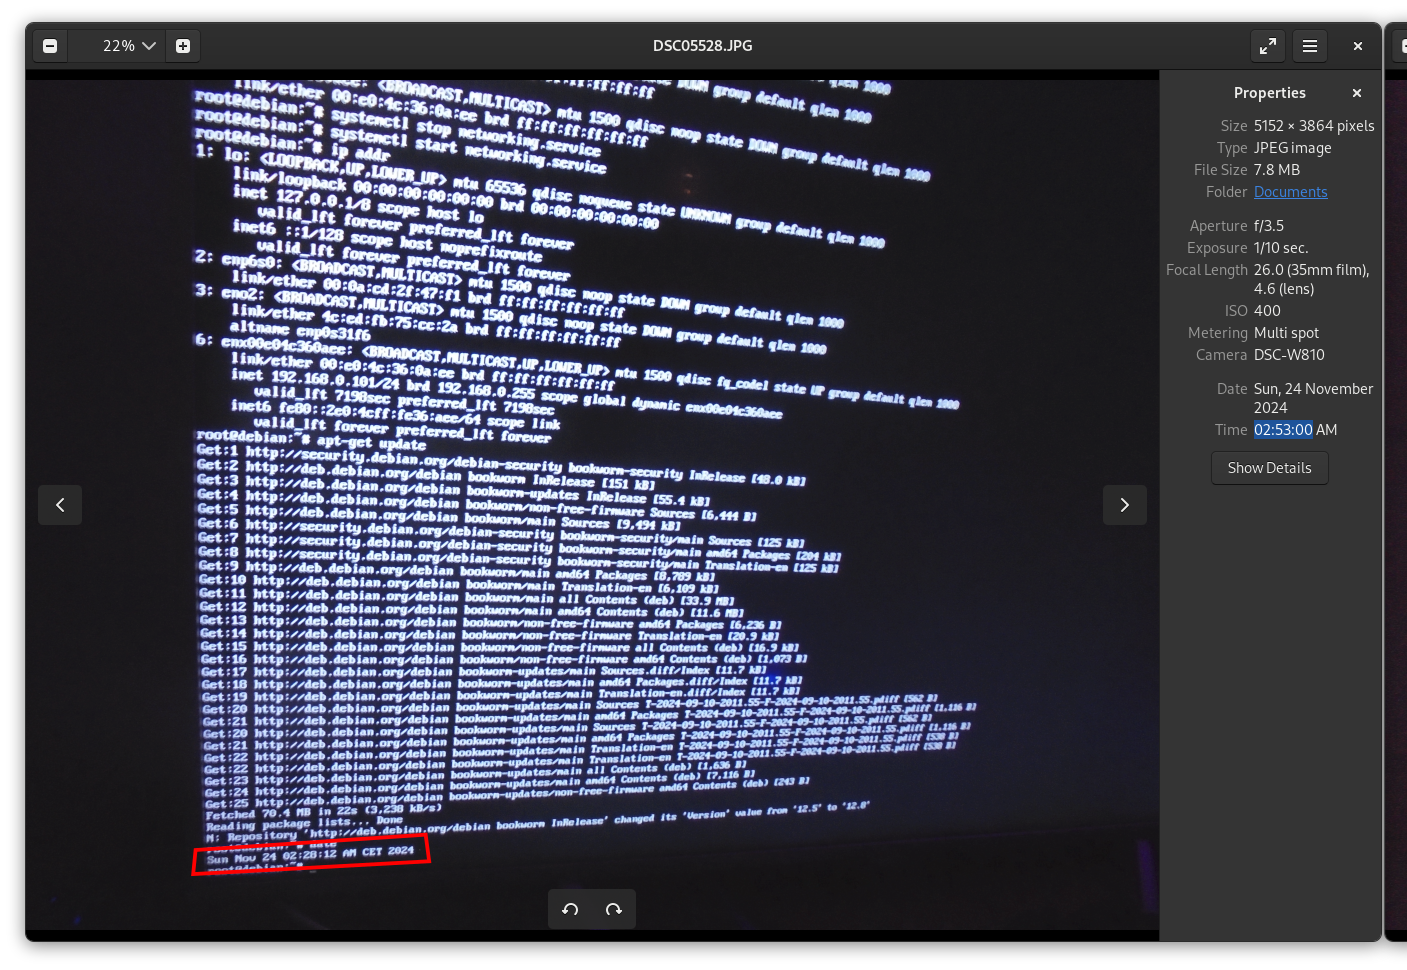 22%
DSC05528.JPG
link/ether 00:e0:4c:36:0a:ee brd ff:ff:ff:ff:ff:ff
root@debian:~# systemctl stop networking.service
root@debian:~# systemctl start networking.service
root@debian:~# ip addr
1: lo: <LOOPBACK,UP,LOWER_UP> mtu 65536 qdisc noqueue state UNKNOWN group default qlen 1000
link/loopback 00:00:00:00:00:00 brd 00:00:00:00:00:00
inet 127.0.0.1/8 scope host lo
valid_lft forever preferred_lft forever
inet6 ::1/128 scope host noprefixroute
valid_lft forever preferred_lft forever
2: enp6s0: <BROADCAST,MULTICAST> mtu 1500 qdisc noop state DOWN group default qlen 1000
link/ether 00:0a:cd:2f:47:f1 brd ff:ff:ff:ff:ff:ff
3: eno2: <BROADCAST,MULTICAST> mtu 1500 qdisc noop state DOWN group default qlen 1000
link/ether 4c:ed:fb:75:cc:2a brd ff:ff:ff:ff:ff:ff
altname enp0s31f6
6: enx00e04c360aee: <BROADCAST,MULTICAST,UP,LOWER_UP> mtu 1500 qdisc fq_codel state UP group default qlen 1000
link/ether 00:e0:4c:36:0a:ee brd ff:ff:ff:ff:ff:ff
inet 192.168.0.101/24 brd 192.168.0.255 scope global dynamic enx00e04c360aee
valid_lft 7198sec preferred_lft 7198sec
inet6 fe80::2e0:4cff:fe36:aee/64 scope link
valid_lft forever preferred_lft forever
root@debian:~# apt-get update
Get:1 http://security.debian.org/debian-security bookworm-security InRelease [48.0 kB]
Get:2 http://deb.debian.org/debian bookworm InRelease [151 kB]
Get:3 http://deb.debian.org/debian bookworm-updates InRelease [55.4 kB]
Get:4 http://deb.debian.org/debian bookworm/non-free-firmware Sources [6,444 B]
Get:5 http://deb.debian.org/debian bookworm/main Sources [9,494 kB]
Get:6 http://security.debian.org/debian-security bookworm-security/main Sources [125 kB]
Get:7 http://security.debian.org/debian-security bookworm-security/main amd64 Packages [204 kB]
Get:8 http://security.debian.org/debian-security bookworm-security/main Translation-en [125 kB]
Get:9 http://deb.debian.org/debian bookworm/main amd64 Packages [8,789 kB]
Get:10 http://deb.debian.org/debian bookworm/main Translation-en [6,109 kB]
Get:11 http://deb.debian.org/debian bookworm/main all Contents (deb) [33.9 MB]
Get:12 http://deb.debian.org/debian bookworm/main amd64 Contents (deb) [11.6 MB]
Get:13 http://deb.debian.org/debian bookworm/non-free-firmware amd64 Packages [6,236 B]
Get:14 http://deb.debian.org/debian bookworm/non-free-firmware Translation-en [20.9 kB]
Get:15 http://deb.debian.org/debian bookworm/non-free-firmware all Contents (deb) [16.9 kB]
Get:16 http://deb.debian.org/debian bookworm/non-free-firmware amd64 Contents (deb) [1,073 B]
Get:17 http://deb.debian.org/debian bookworm-updates/main Sources.diff/Index [11.7 kB]
Get:18 http://deb.debian.org/debian bookworm-updates/main amd64 Packages.diff/Index [11.7 kB]
Get:19 http://deb.debian.org/debian bookworm-updates/main Translation-en.diff/Index [11.7 kB]
Get:20 http://deb.debian.org/debian bookworm-updates/main Sources T-2024-09-10-2011.55-F-2024-09-10-2011.55.pdiff [562 B]
Get:21 http://deb.debian.org/debian bookworm-updates/main amd64 Packages T-2024-09-10-2011.55-F-2024-09-10-2011.55.pdiff [1,116 B]
Get:20 http://deb.debian.org/debian bookworm-updates/main Sources T-2024-09-10-2011.55-F-2024-09-10-2011.55.pdiff [562 B]
Get:21 http://deb.debian.org/debian bookworm-updates/main amd64 Packages T-2024-09-10-2011.55-F-2024-09-10-2011.55.pdiff [1,116 B]
Get:22 http://deb.debian.org/debian bookworm-updates/main Translation-en T-2024-09-10-2011.55-F-2024-09-10-2011.55.pdiff [530 B]
Get:22 http://deb.debian.org/debian bookworm-updates/main Translation-en T-2024-09-10-2011.55-F-2024-09-10-2011.55.pdiff [530 B]
Get:23 http://deb.debian.org/debian bookworm-updates/main all Contents (deb) [1,636 B]
Get:24 http://deb.debian.org/debian bookworm-updates/main amd64 Contents (deb) [7,116 B]
Get:25 http://deb.debian.org/debian bookworm-updates/non-free-firmware amd64 Contents (deb) [243 B]
Fetched 70.4 MB in 22s (3,238 kB/s)
Reading package lists... Done
N: Repository 'http://deb.debian.org/debian bookworm InRelease' changed its 'Version' value from '12.5' to '12.8'
root@debian:~# date
Sun Nov 24 02:28:12 AM CET 2024
root@debian:~#
Properties
Size 5152 × 3864 pixels
Type JPEG image
File Size 7.8 MB
Folder Documents
Aperture f/3.5
Exposure 1/10 sec.
Focal Length 26.0 (35mm film),
4.6 (lens)
ISO 400
Metering Multi spot
Camera DSC-W810
Date Sun, 24 November
2024
Time 02:53:00 AM
Show Details